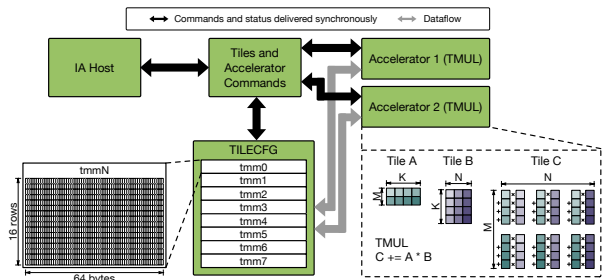 Commands and status delivered synchronously
Dataflow
IA Host
Tiles and
Accelerator
Commands
Accelerator 1 (TMUL)
Accelerator 2 (TMUL)
TILECFG
tmm0
tmm1
tmm2
tmm3
tmm4
tmm5
tmm6
tmm7
tmmN
16 rows
64 bytes
Tile A
K
M
Tile B
N
K
Tile C
N
M
TMUL
C += A * B